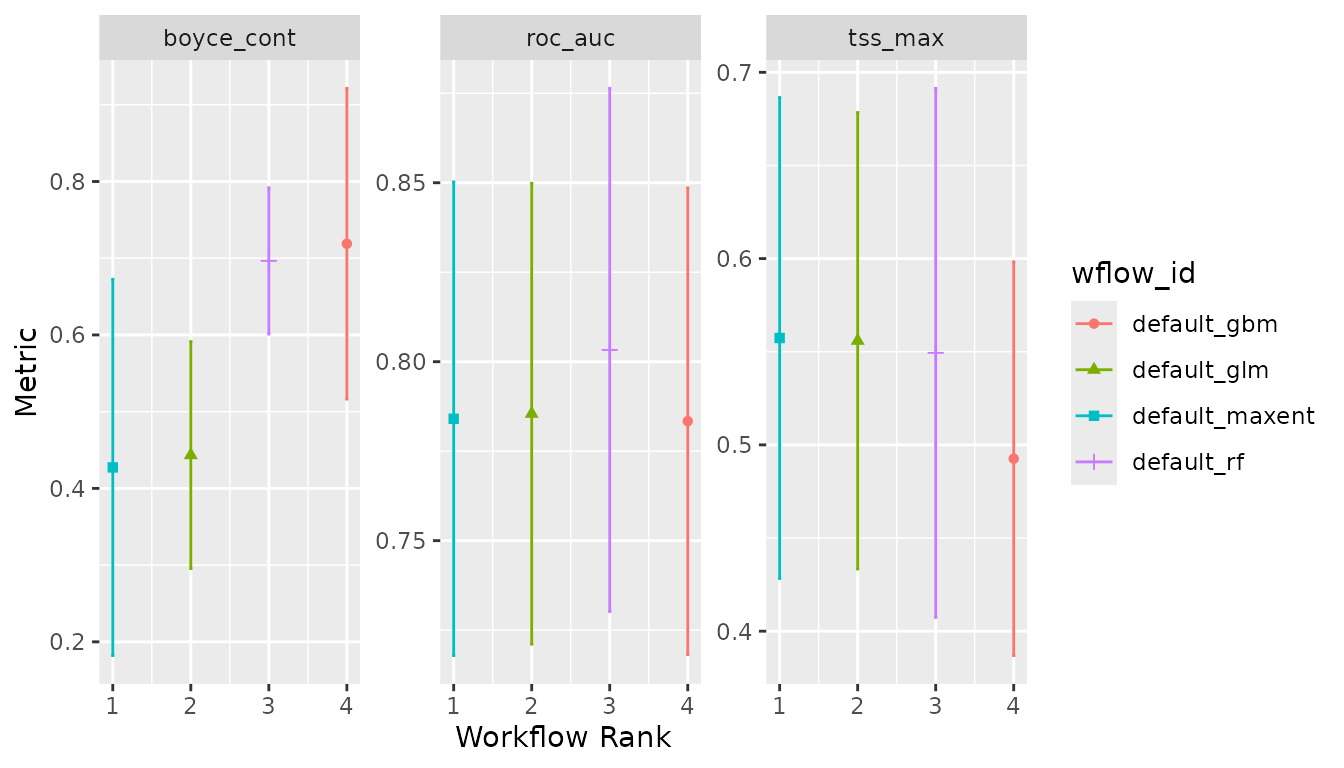 boyce_cont
roc_auc
tss_max
Metric
0.8
0.6
0.4
0.2
1 2 3 4
0.85
0.80
0.75
1 2 3 4
0.7
0.6
0.5
0.4
1 2 3 4
Workflow Rank
wflow_id
default_gbm
default_glm
default_maxent
default_rf